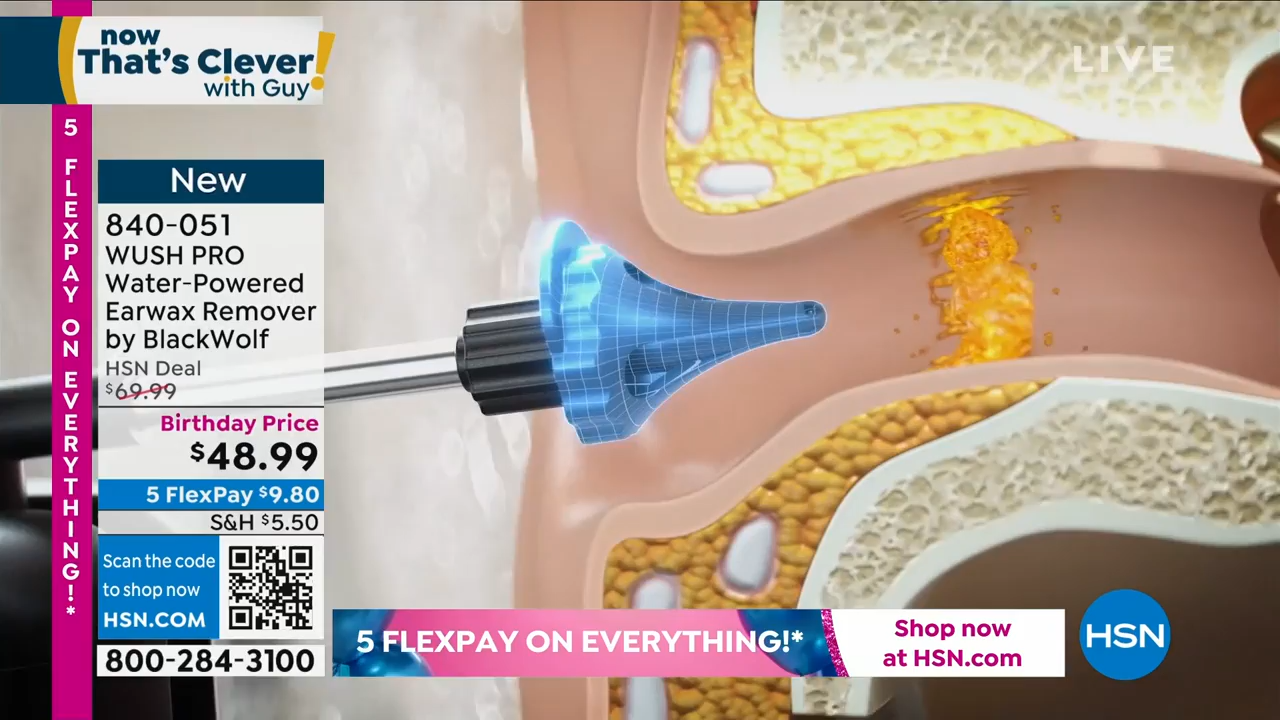 now
That's Clever!
with Guy
LIVE
5 FLEXPAY ON EVERYTHING!*
New
840-051
WUSH PRO
Water-Powered
Earwax Remover
by BlackWolf
HSN Deal
$69.99
Birthday Price
$48.99
5 FlexPay $9.80
S&H $5.50
Scan the code
to shop now
HSN.COM
800-284-3100
5 FLEXPAY ON EVERYTHING!*
Shop now
at HSN.com
HSN